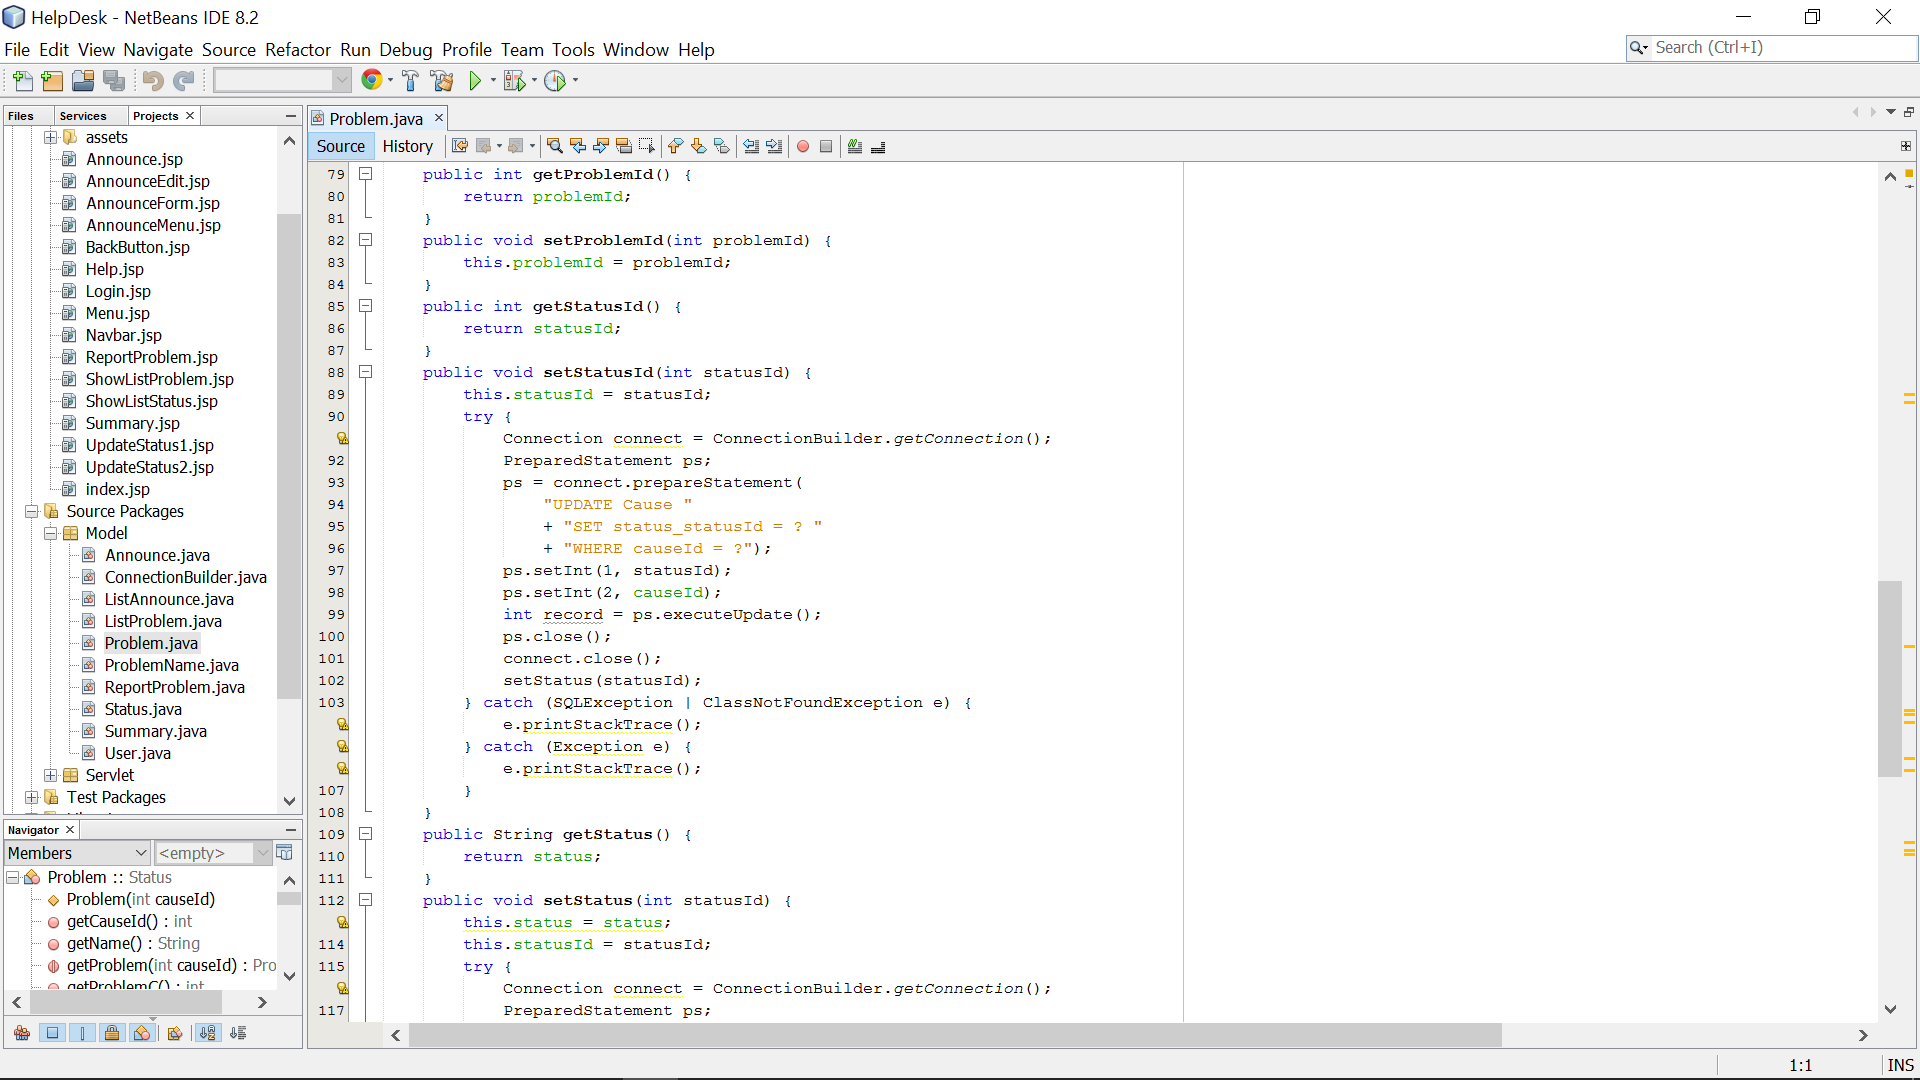 HelpDesk - NetBeans IDE 8.2
File Edit View Navigate Source Refactor Run Debug Profile Team Tools Window Help
Search (Ctrl+I)
Files Services Projects
assets
Announce.jsp
AnnounceEdit.jsp
AnnounceForm.jsp
AnnounceMenu.jsp
BackButton.jsp
Help.jsp
Login.jsp
Menu.jsp
Navbar.jsp
ReportProblem.jsp
ShowListProblem.jsp
ShowListStatus.jsp
Summary.jsp
UpdateStatus1.jsp
UpdateStatus2.jsp
index.jsp
Source Packages
Model
Announce.java
ConnectionBuilder.java
ListAnnounce.java
ListProblem.java
Problem.java
ProblemName.java
ReportProblem.java
Status.java
Summary.java
User.java
Servlet
Test Packages
Navigator
Members <empty>
Problem :: Status
Problem(int causeId)
getCauseId() : int
getName() : String
getProblem(int causeId) : Pro
getProblemC() : int
Problem.java
Source History
79 public int getProblemId() {
80 return problemId;
81 }
82 public void setProblemId(int problemId) {
83 this.problemId = problemId;
84 }
85 public int getStatusId() {
86 return statusId;
87 }
88 public void setStatusId(int statusId) {
89 this.statusId = statusId;
90 try {
Connection connect = ConnectionBuilder.getConnection();
92 PreparedStatement ps;
93 ps = connect.prepareStatement(
94 "UPDATE Cause "
95 + "SET status_statusId = ? "
96 + "WHERE causeId = ?");
97 ps.setInt(1, statusId);
98 ps.setInt(2, causeId);
99 int record = ps.executeUpdate();
100 ps.close();
101 connect.close();
102 setStatus(statusId);
103 } catch (SQLException | ClassNotFoundException e) {
e.printStackTrace();
} catch (Exception e) {
e.printStackTrace();
107 }
108 }
109 public String getStatus() {
110 return status;
111 }
112 public void setStatus(int statusId) {
this.status = status;
114 this.statusId = statusId;
115 try {
Connection connect = ConnectionBuilder.getConnection();
117 PreparedStatement ps;
1:1 INS